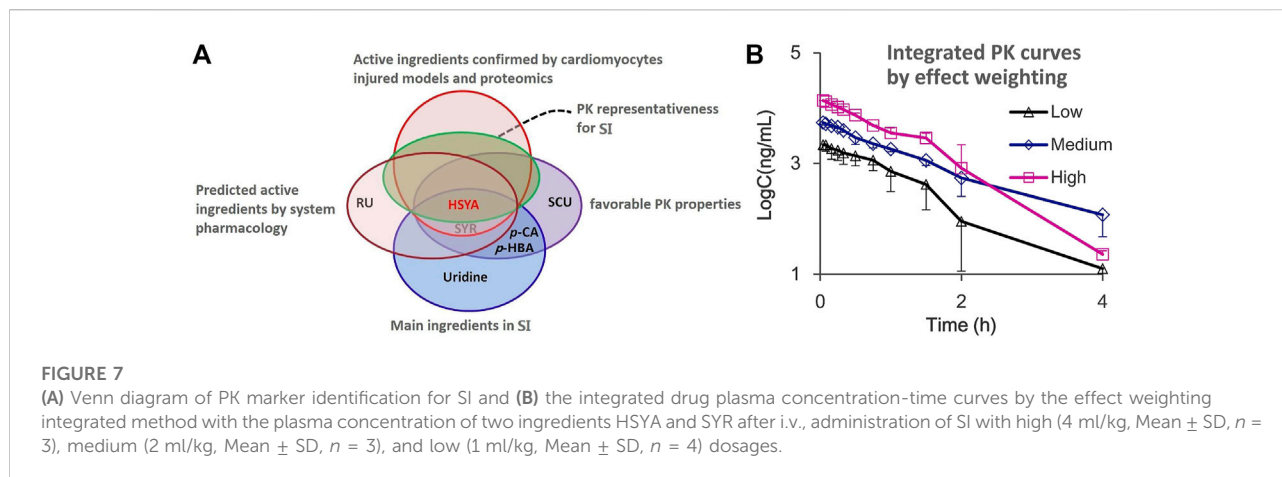 A
Active ingredients confirmed by cardiomyocytes
injured models and proteomics
PK representativeness
for SI
Predicted active
ingredients by system
pharmacology
RU
HSYA
SYR
SCU
p-CA
p-HBA
Uridine
favorable PK properties
Main ingredients in SI
B
Integrated PK curves
by effect weighting
Low
Medium
High
LogC(ng/mL)
5
3
1
0
2
4
Time (h)
FIGURE 7
(A) Venn diagram of PK marker identification for SI and (B) the integrated drug plasma concentration-time curves by the effect weighting
integrated method with the plasma concentration of two ingredients HSYA and SYR after i.v., administration of SI with high (4 ml/kg, Mean ± SD, n =
3), medium (2 ml/kg, Mean ± SD, n = 3), and low (1 ml/kg, Mean ± SD, n = 4) dosages.